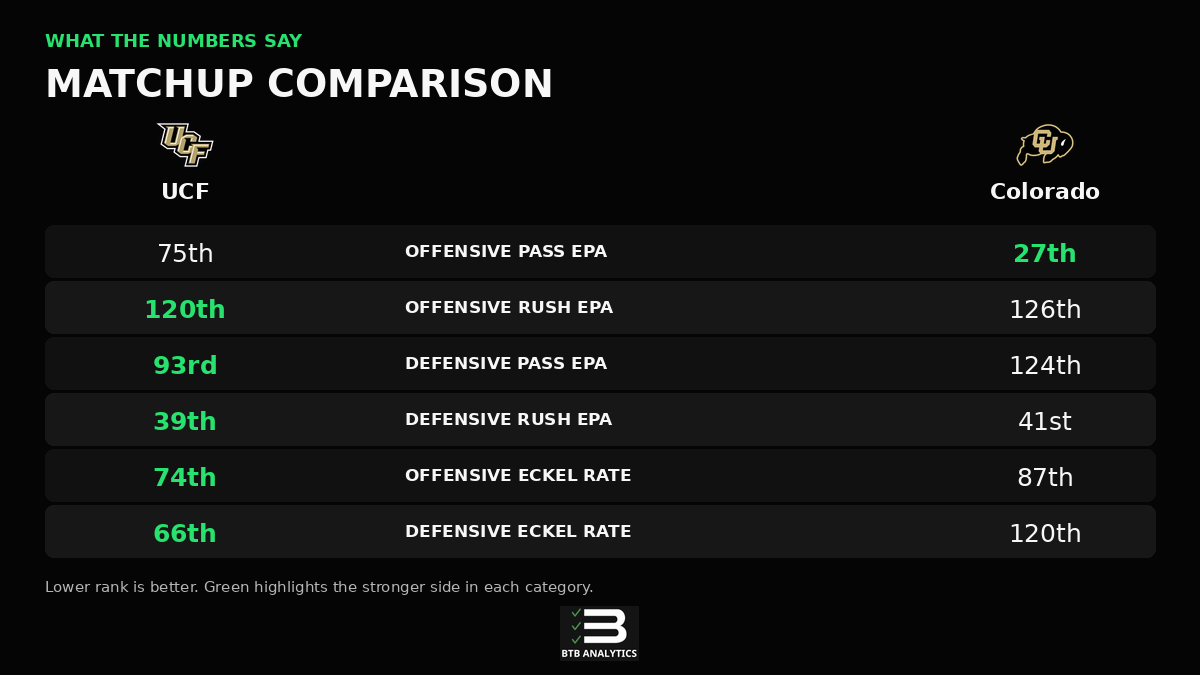 WHAT THE NUMBERS SAY
MATCHUP COMPARISON
UCF
CU
UCF
Colorado
75th OFFENSIVE PASS EPA 27th
120th OFFENSIVE RUSH EPA 126th
93rd DEFENSIVE PASS EPA 124th
39th DEFENSIVE RUSH EPA 41st
74th OFFENSIVE ECKEL RATE 87th
66th DEFENSIVE ECKEL RATE 120th
Lower rank is better. Green highlights the stronger side in each category.
BTB ANALYTICS